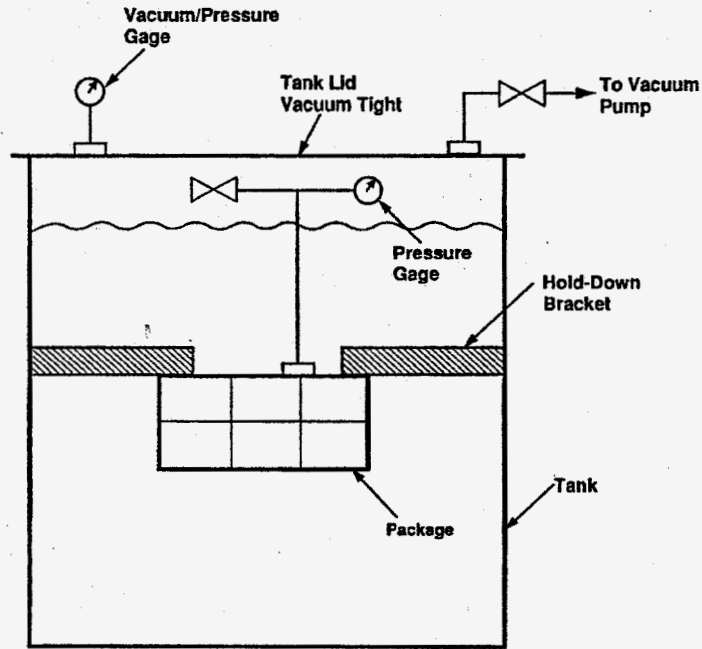 Vacuum/Pressure
Gage
Tank Lid
Vacuum Tight
To Vacuum
Pump
Pressure
Gage
Hold-Down
Bracket
Tank
Package